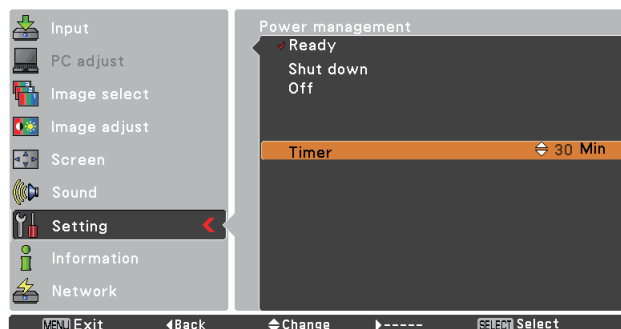 Input
PC adjust
Image select
Image adjust
Screen
Sound
Setting
Information
Network
Power management
Ready
Shut down
Off
Timer 30 Min
MENU Exit Back Change ----- SELECT Select